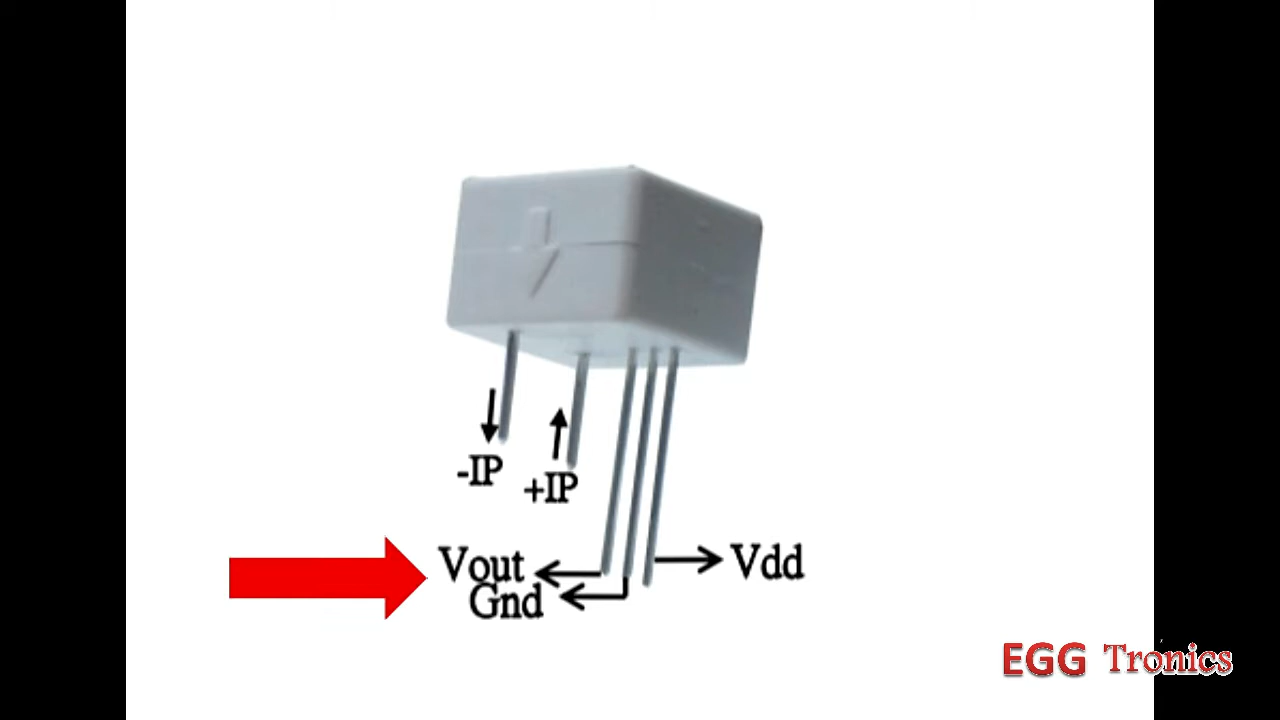 -IP
+IP
Vout
Vdd
Gnd
EGG Tronics